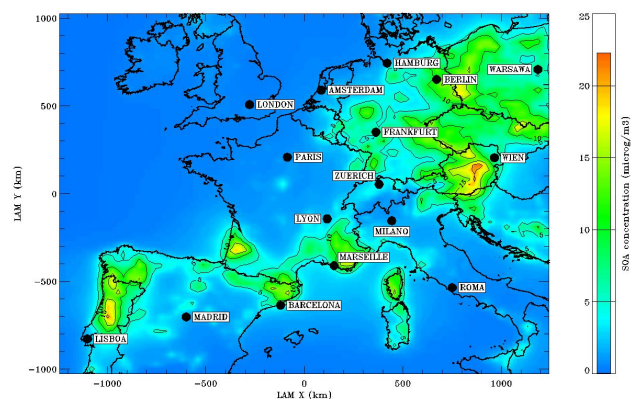 1000
500
0
−500
−1000
LAM Y (km)
−1000
−500
0
500
1000
LAM X (km)
HAMBURG
WARSAWA
BERLIN
AMSTERDAM
LONDON
FRANKFURT
PARIS
WIEN
ZUERICH
LYON
MILANO
MARSEILLE
ROMA
BARCELONA
MADRID
LISBOA
25
20
15
10
5
0
SOA concentration (microg/m3)